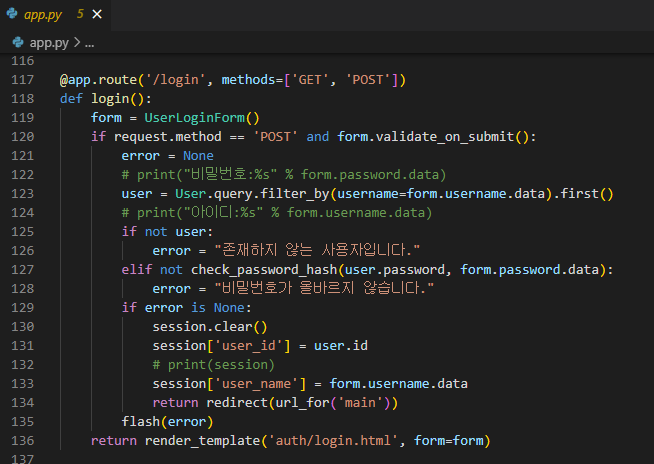 app.py 5 ×
app.py > ...
116
117 @app.route('/login', methods=['GET', 'POST'])
118 def login():
119     form = UserLoginForm()
120     if request.method == 'POST' and form.validate_on_submit():
121         error = None
122         # print("비밀번호:%s" % form.password.data)
123         user = User.query.filter_by(username=form.username.data).first()
124         # print("아이디:%s" % form.username.data)
125         if not user:
126             error = "존재하지 않는 사용자입니다."
127         elif not check_password_hash(user.password, form.password.data):
128             error = "비밀번호가 올바르지 않습니다."
129         if error is None:
130             session.clear()
131             session['user_id'] = user.id
132             # print(session)
133             session['user_name'] = form.username.data
134             return redirect(url_for('main'))
135         flash(error)
136     return render_template('auth/login.html', form=form)
137